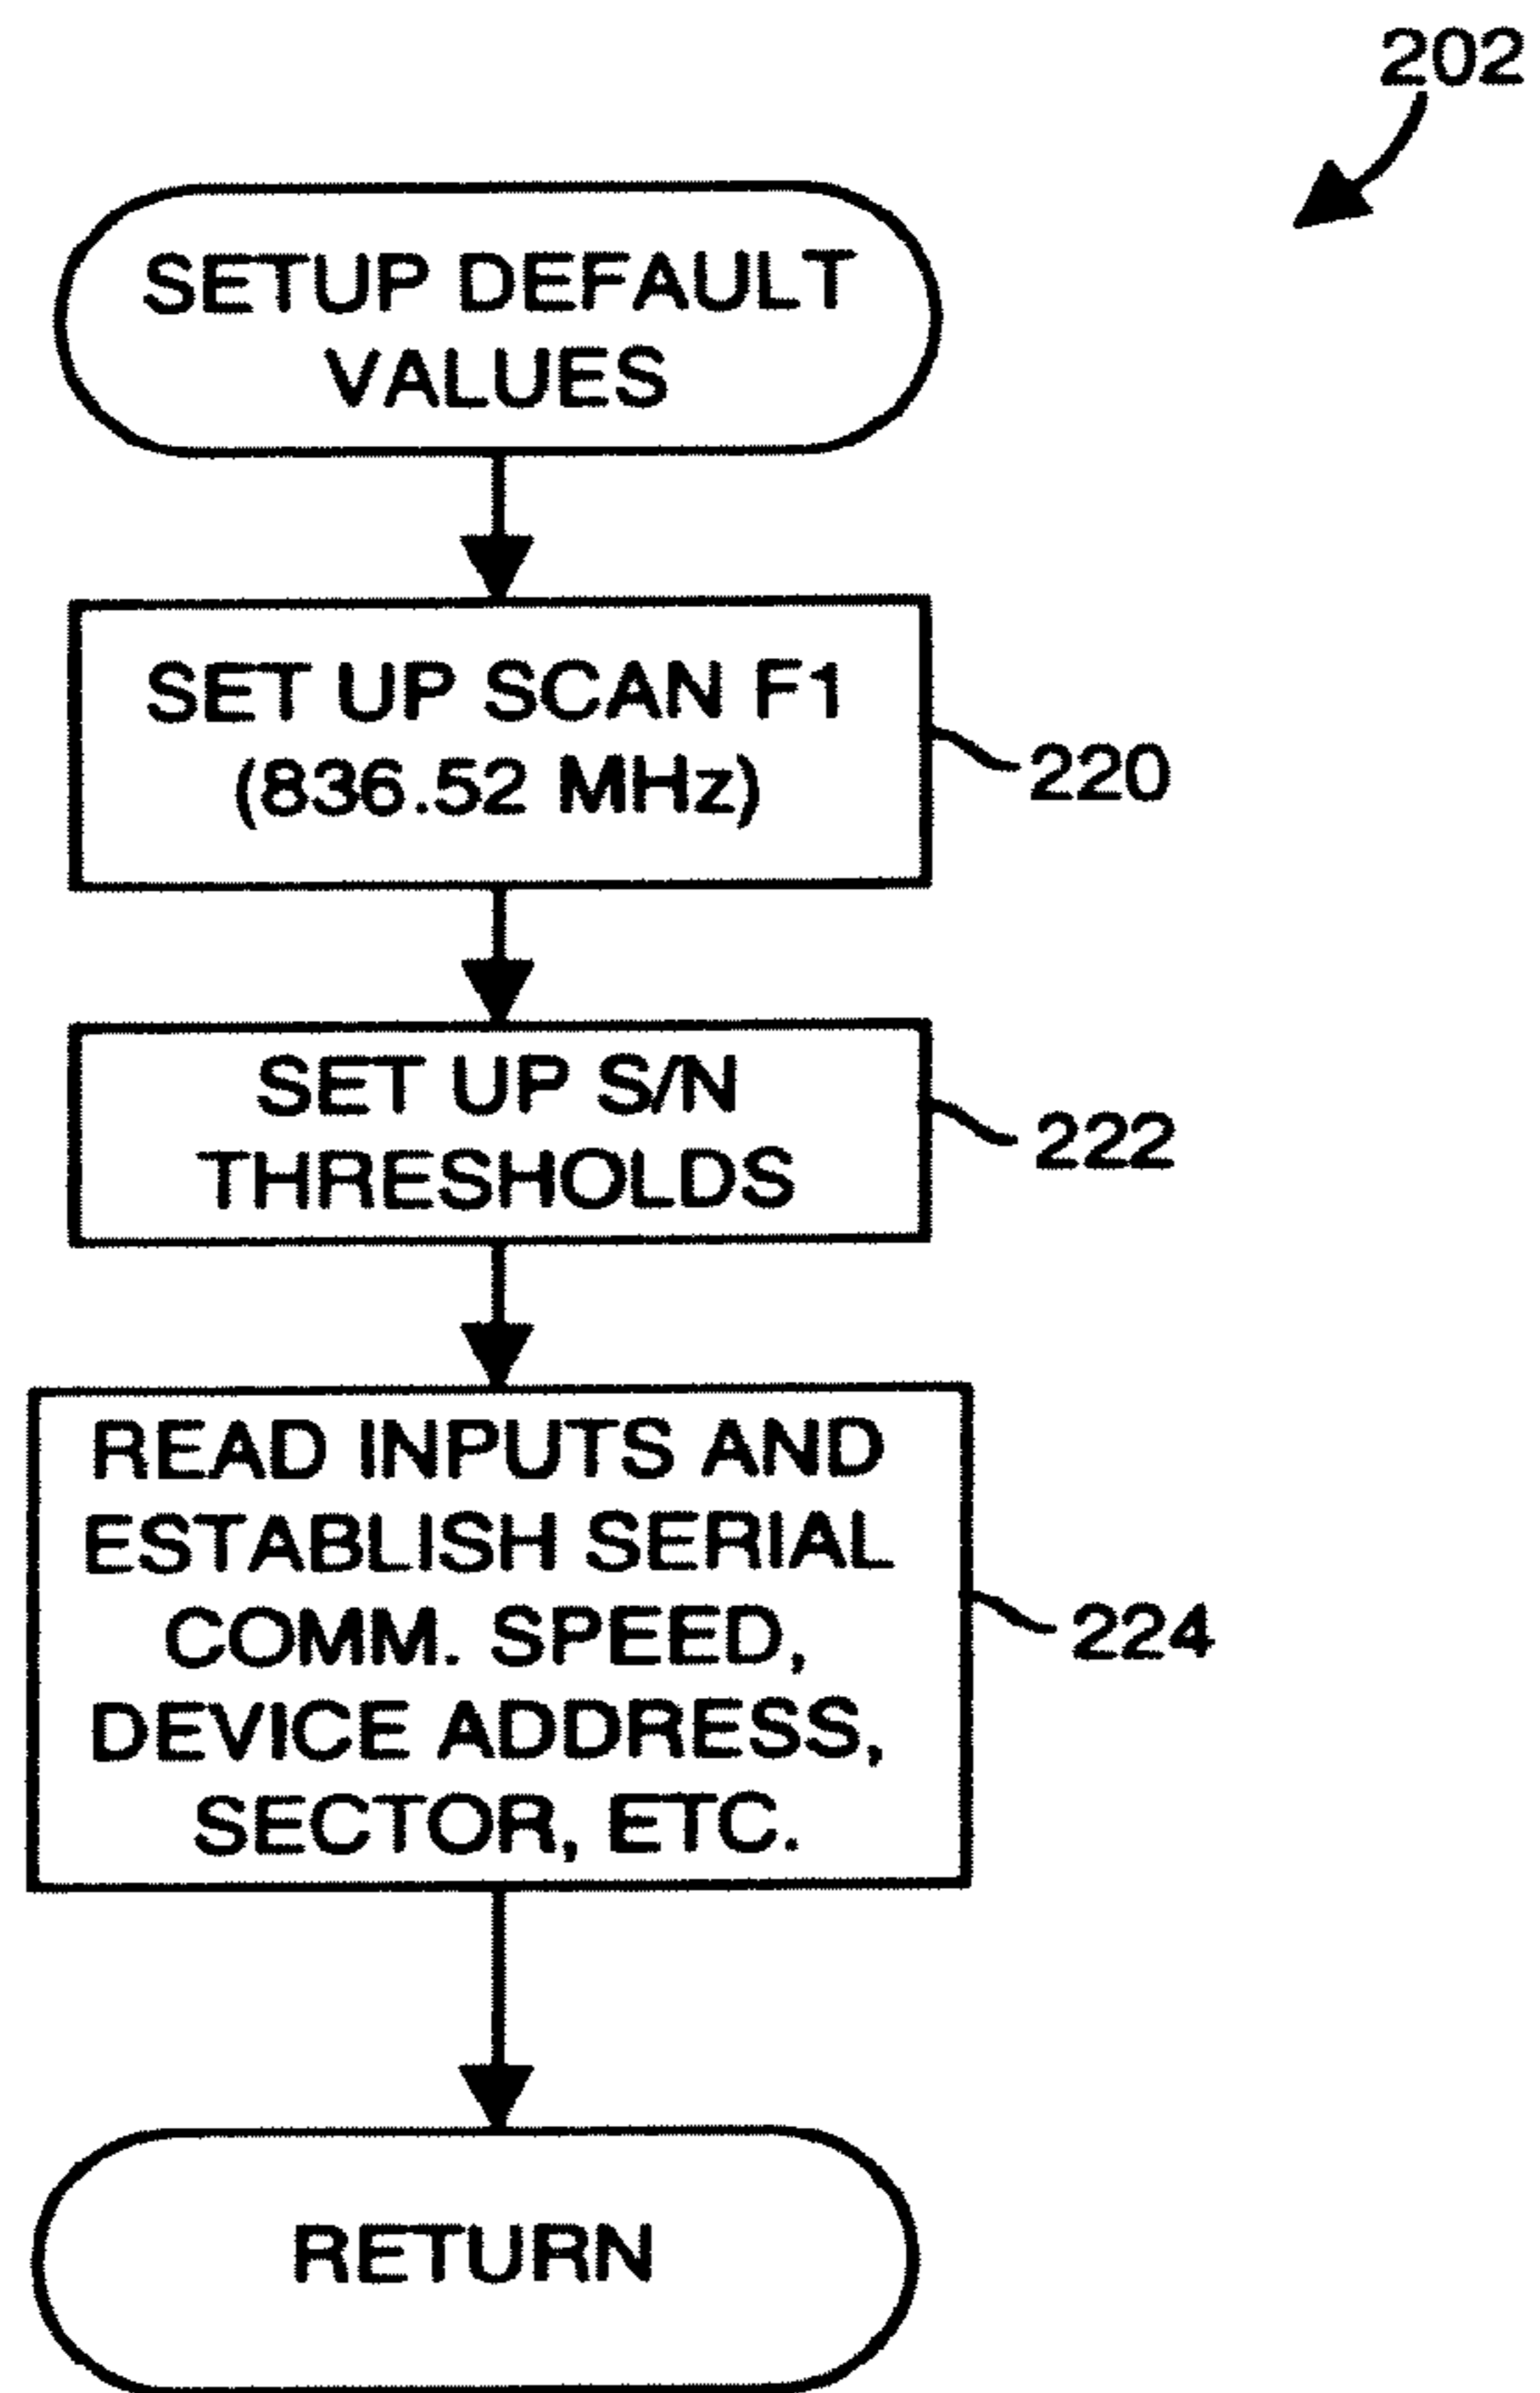 202
SETUP DEFAULT
VALUES
SET UP SCAN F1
(836.52 MHz)
220
SET UP S/N
THRESHOLDS
222
READ INPUTS AND
ESTABLISH SERIAL
COMM. SPEED,
DEVICE ADDRESS,
SECTOR, ETC.
224
RETURN